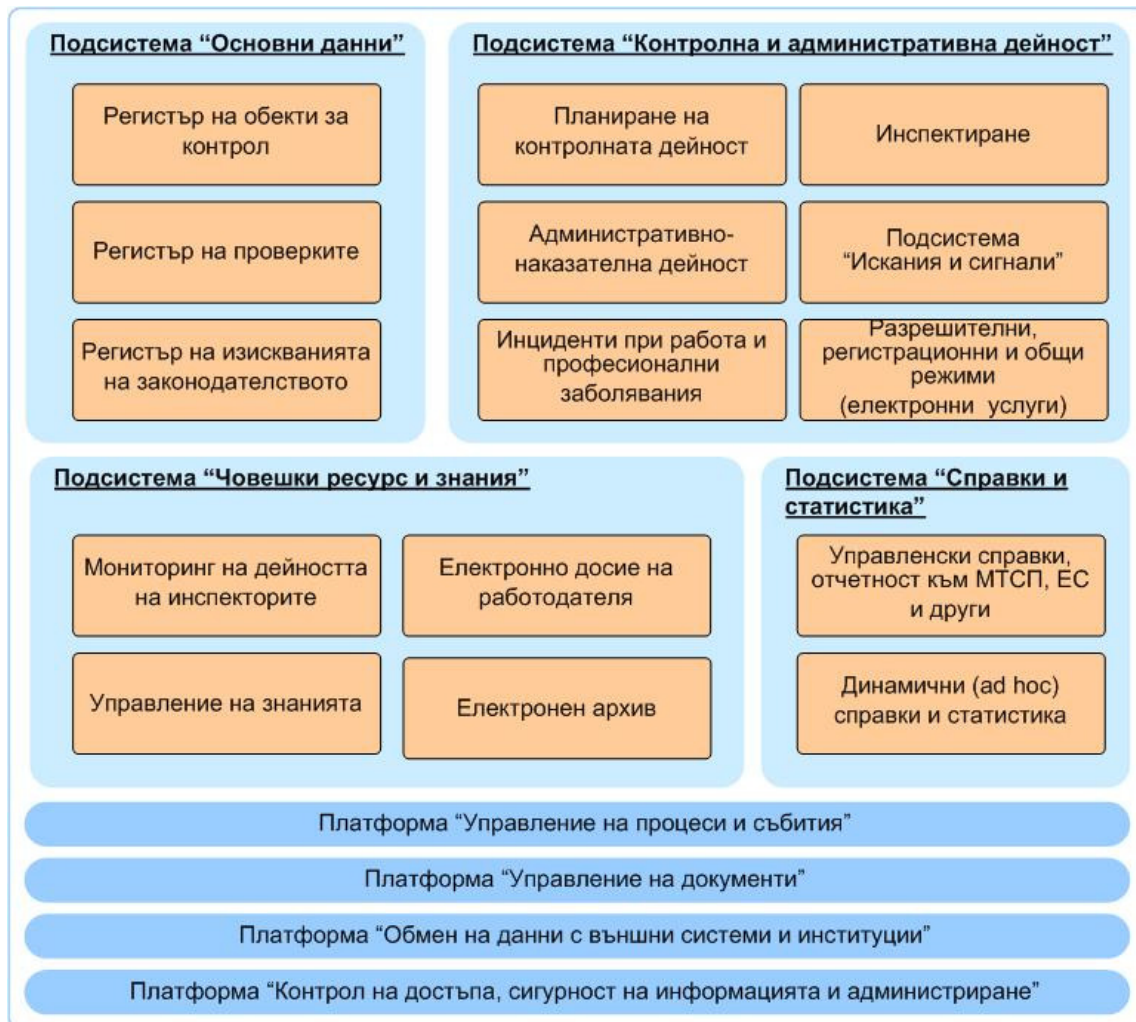 Подсистема “Основни данни”
Регистър на обекти за
контрол
Регистър на проверките
Регистър на изискванията
на законодателството
Подсистема “Контролна и административна дейност”
Планиране на
контролната дейност
Инспектиране
Административно-
наказателна дейност
Подсистема
“Искания и сигнали”
Инциденти при работа и
професионални
заболявания
Разрешителни,
регистрационни и общи
режими
(електронни услуги)
Подсистема “Човешки ресурс и знания”
Мониторинг на дейността
на инспекторите
Електронно досие на
работодателя
Управление на знанията
Електронен архив
Подсистема “Справки и
статистика”
Управленски справки,
отчетност към МТСП, ЕС
и други
Динамични (ad hoc)
справки и статистика
Платформа “Управление на процеси и събития”
Платформа “Управление на документи”
Платформа “Обмен на данни с външни системи и институции”
Платформа “Контрол на достъпа, сигурност на информацията и администриране”